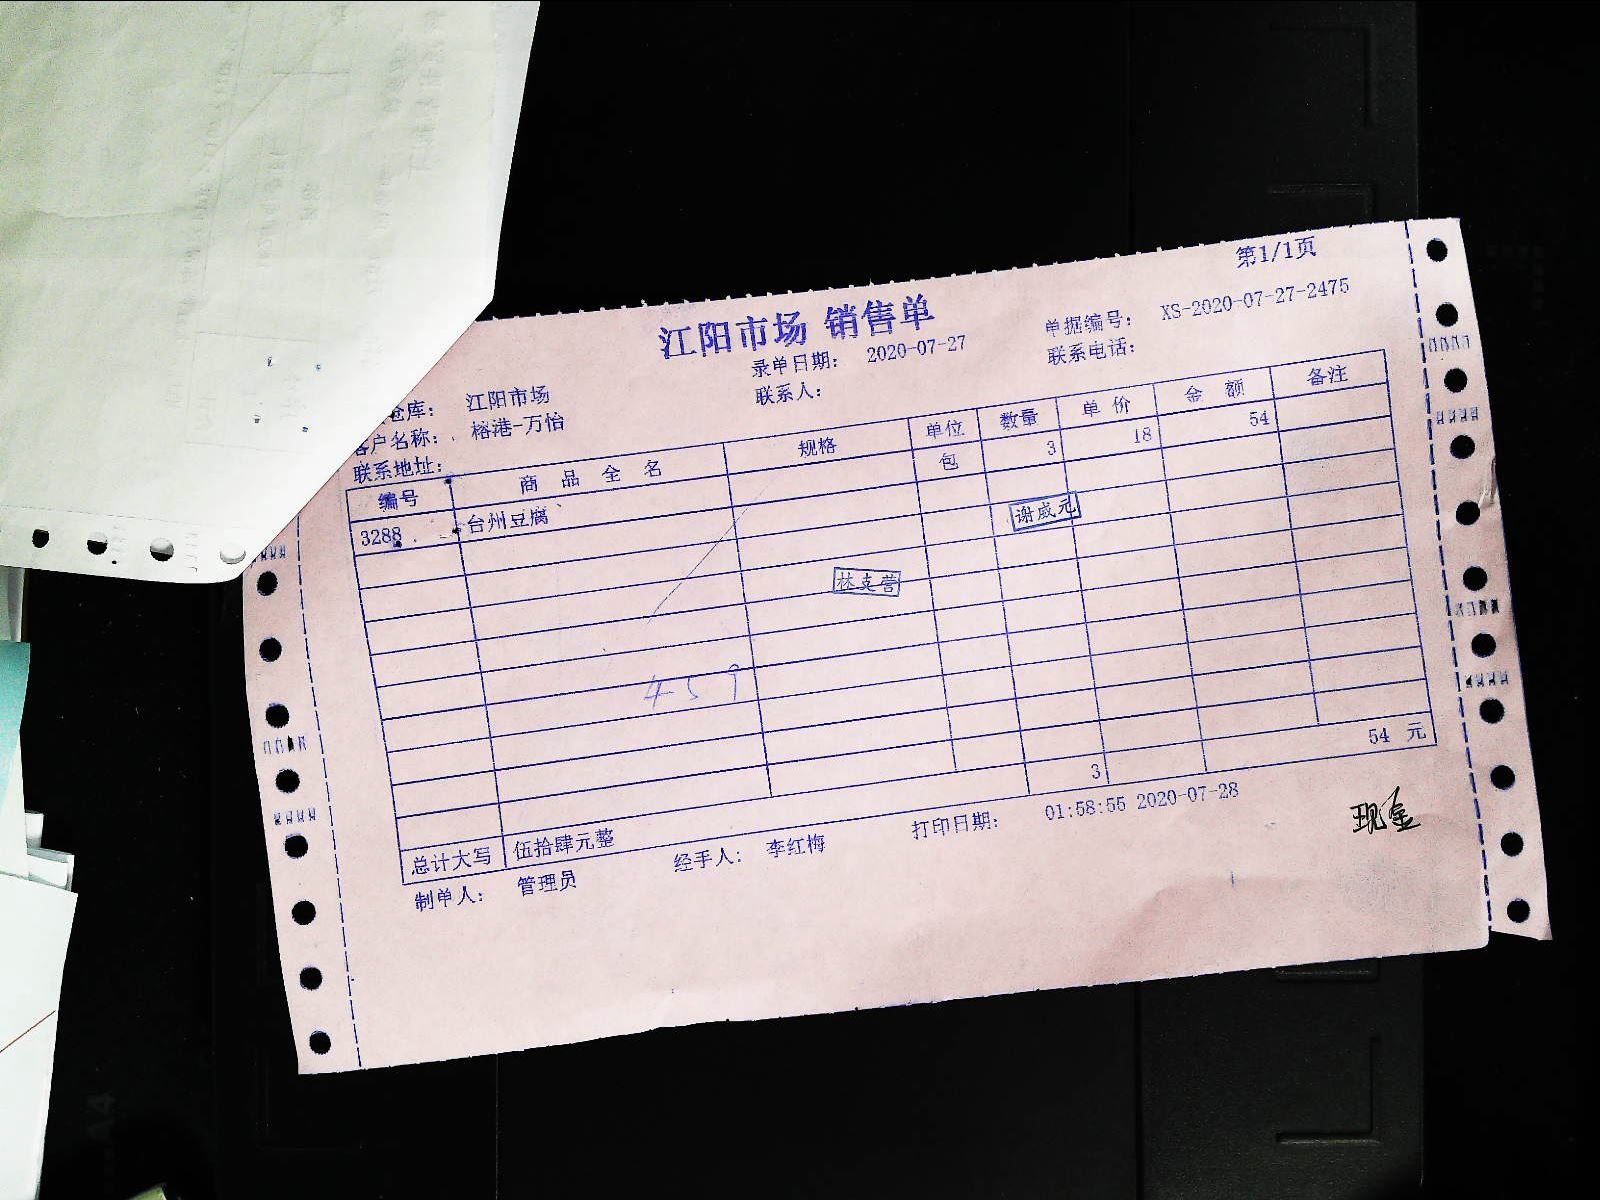 第1/1页
江阳市场 销售单
录单日期： 2020-07-27 单据编号： XS-2020-07-27-2475
仓库： 江阳市场 联系人： 联系电话：
客户名称： 榕港-万怡
联系地址：
编号 商品全名 规格 单位 数量 单价 金额 备注
3288 台州豆腐 包 3 18 54
谢成元
林克营
459
3 54 元
总计大写 伍拾肆元整
制单人： 管理员 经手人： 李红梅 打印日期： 01:58:55 2020-07-28
现金